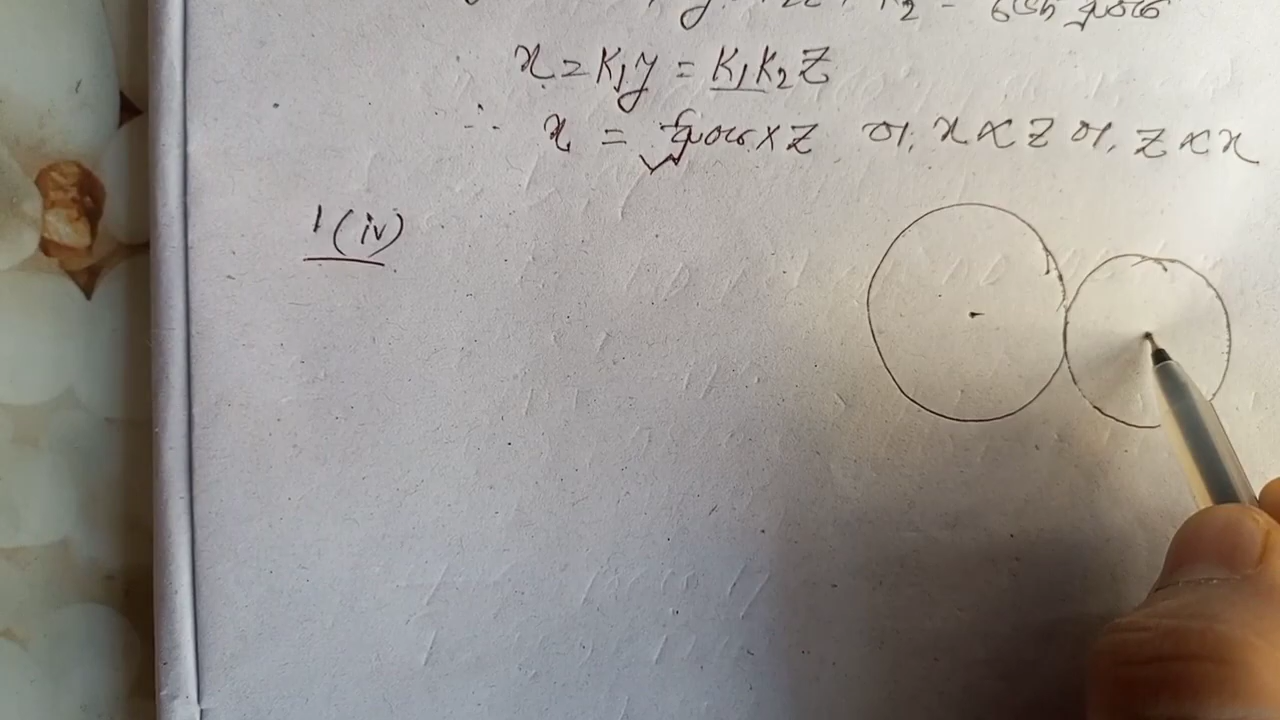 x = K₁y = K₁K₂Z
∴ x = ধ্রুবক × Z বা, x ∝ Z বা, Z ∝ x
1 (iv)